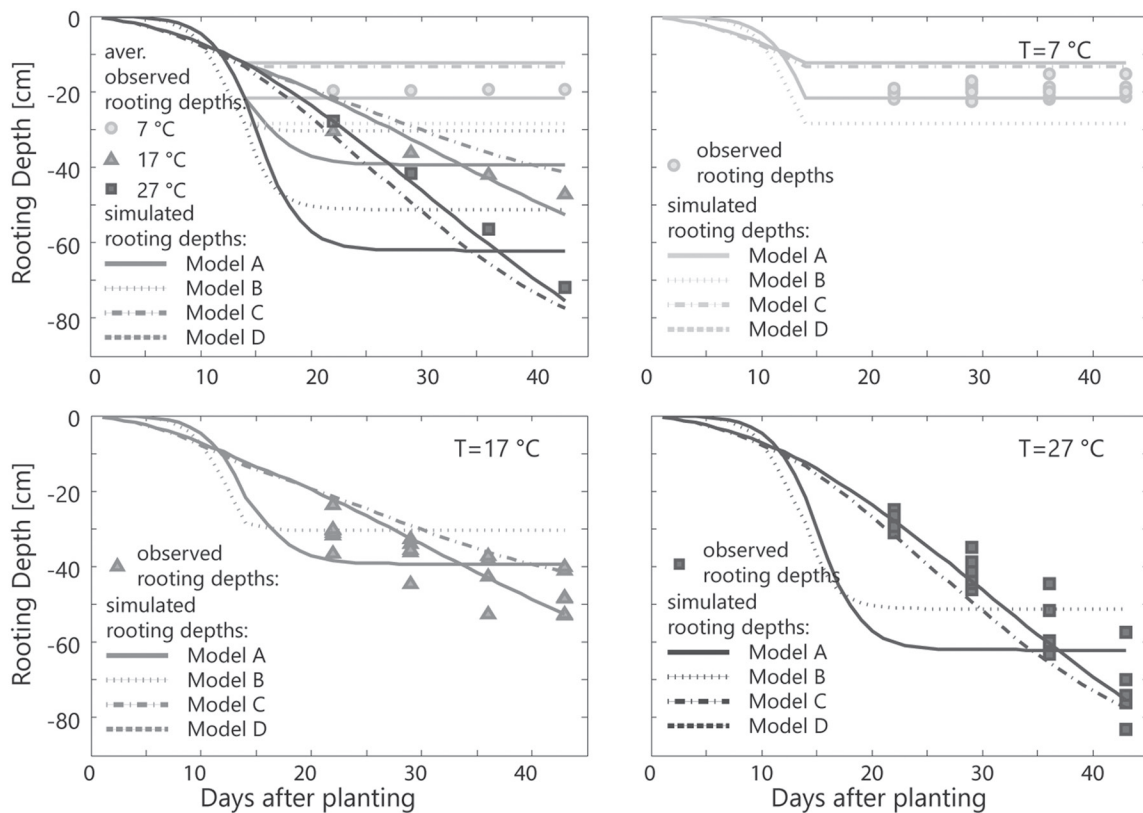 Rooting Depth [cm]
0
-20
-40
-60
-80
aver.
observed
rooting depths:
7 °C
17 °C
27 °C
simulated
rooting depths:
Model A
Model B
Model C
Model D
0 10 20 30 40
T=7 °C
observed
rooting depths
simulated
rooting depths:
Model A
Model B
Model C
Model D
0 10 20 30 40
Rooting Depth [cm]
0
-20
-40
-60
-80
T=17 °C
observed
rooting depths:
simulated
rooting depths:
Model A
Model B
Model C
Model D
0 10 20 30 40
Days after planting
T=27 °C
observed
rooting depths
simulated
rooting depths:
Model A
Model B
Model C
Model D
0 10 20 30 40
Days after planting